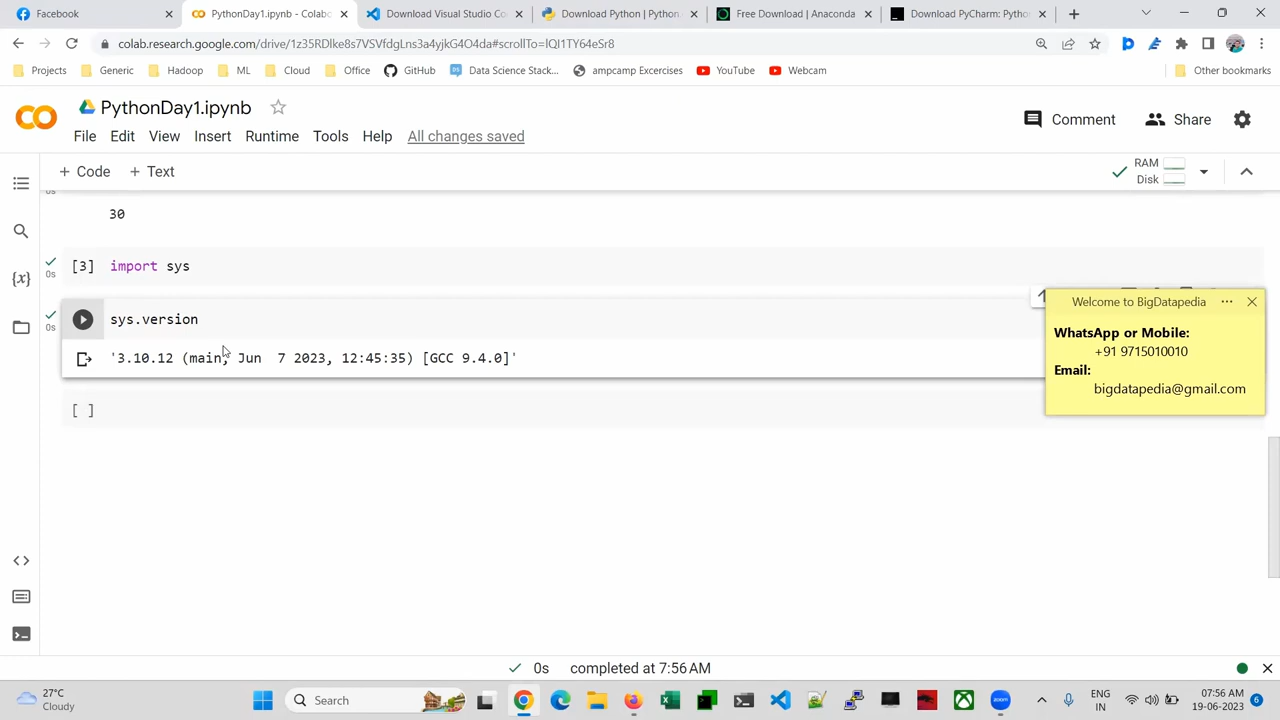 Facebook
PythonDay1.ipynb - Colabo
Download Visual Studio Co
Download Python | Python
Free Download | Anaconda
Download PyCharm: Pytho
colab.research.google.com/drive/1z35RDlke8s7VSVfdgLns3a4yjkG4O4da#scrollTo=lQI1TY64eSr8
Projects Generic Hadoop ML Cloud Office GitHub Data Science Stack... ampcamp Excercises YouTube Webcam Other bookmarks
PythonDay1.ipynb
Comment Share
File Edit View Insert Runtime Tools Help All changes saved
+ Code + Text
RAM
Disk
0s
30
[3] import sys
0s
sys.version
0s
'3.10.12 (main, Jun 7 2023, 12:45:35) [GCC 9.4.0]'
[ ]
Welcome to BigDatapedia
WhatsApp or Mobile:
+91 9715010010
Email:
bigdatapedia@gmail.com
0s completed at 7:56 AM
27°C
Cloudy
Search
ENG
IN
07:56 AM
19-06-2023
6